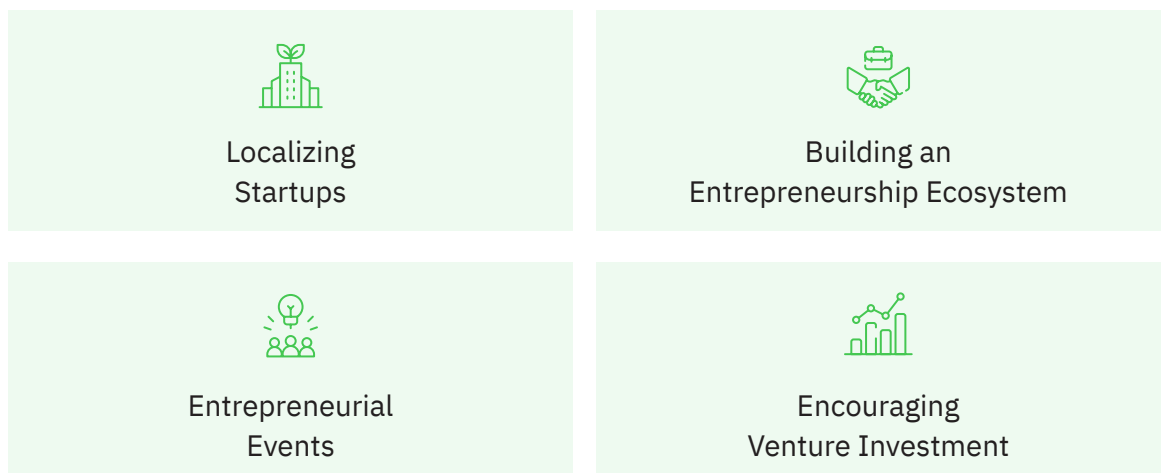 Localizing
Startups
Building an
Entrepreneurship Ecosystem
Entrepreneurial
Events
Encouraging
Venture Investment